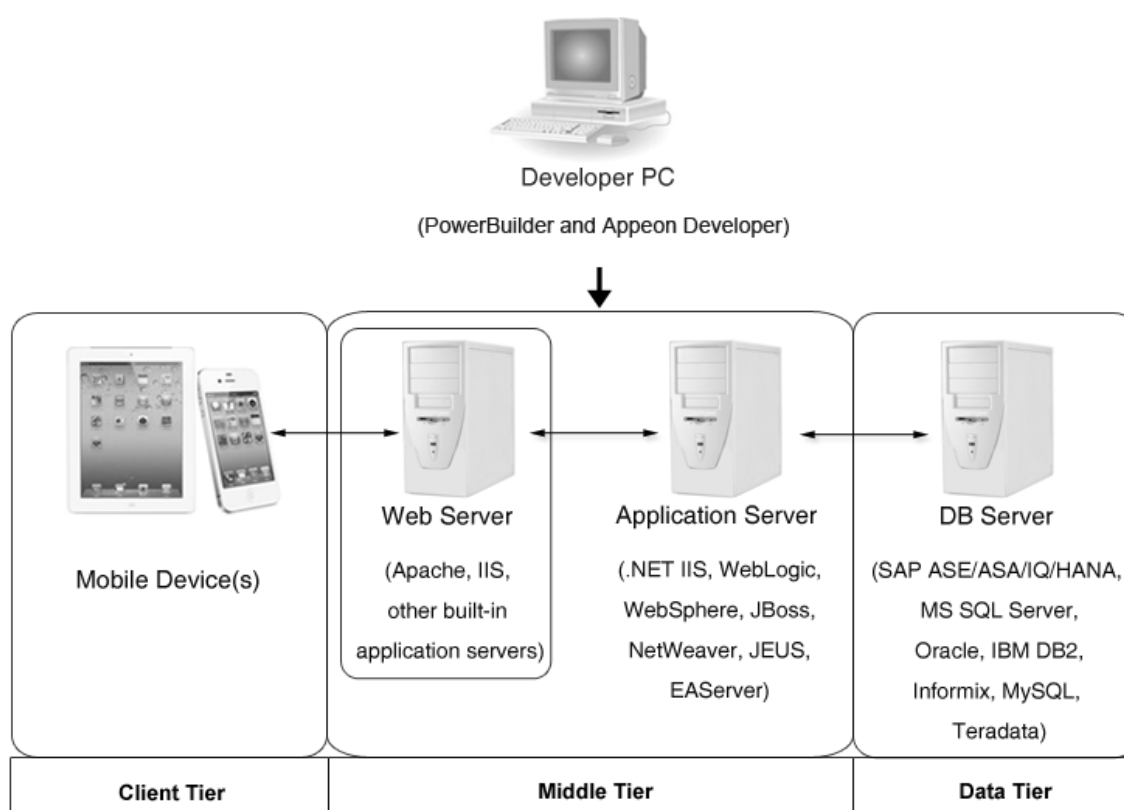 Developer PC
(PowerBuilder and Appeon Developer)
Web Server
(Apache, IIS,
other built-in
application servers)
Application Server
(.NET IIS, WebLogic,
WebSphere, JBoss,
NetWeaver, JEUS,
EAServer)
DB Server
(SAP ASE/ASA/IQ/HANA,
MS SQL Server,
Oracle, IBM DB2,
Informix, MySQL,
Teradata)
Mobile Device(s)
Client Tier
Middle Tier
Data Tier